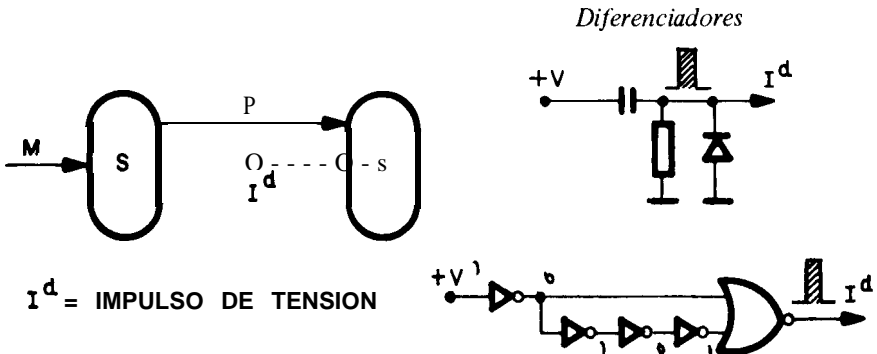 Diferenciadores
+V
I^d
P
M
S
O - - - - O - s
I^d
I^d = IMPULSO DE TENSION
+V
1
0
I^d
1
0
1